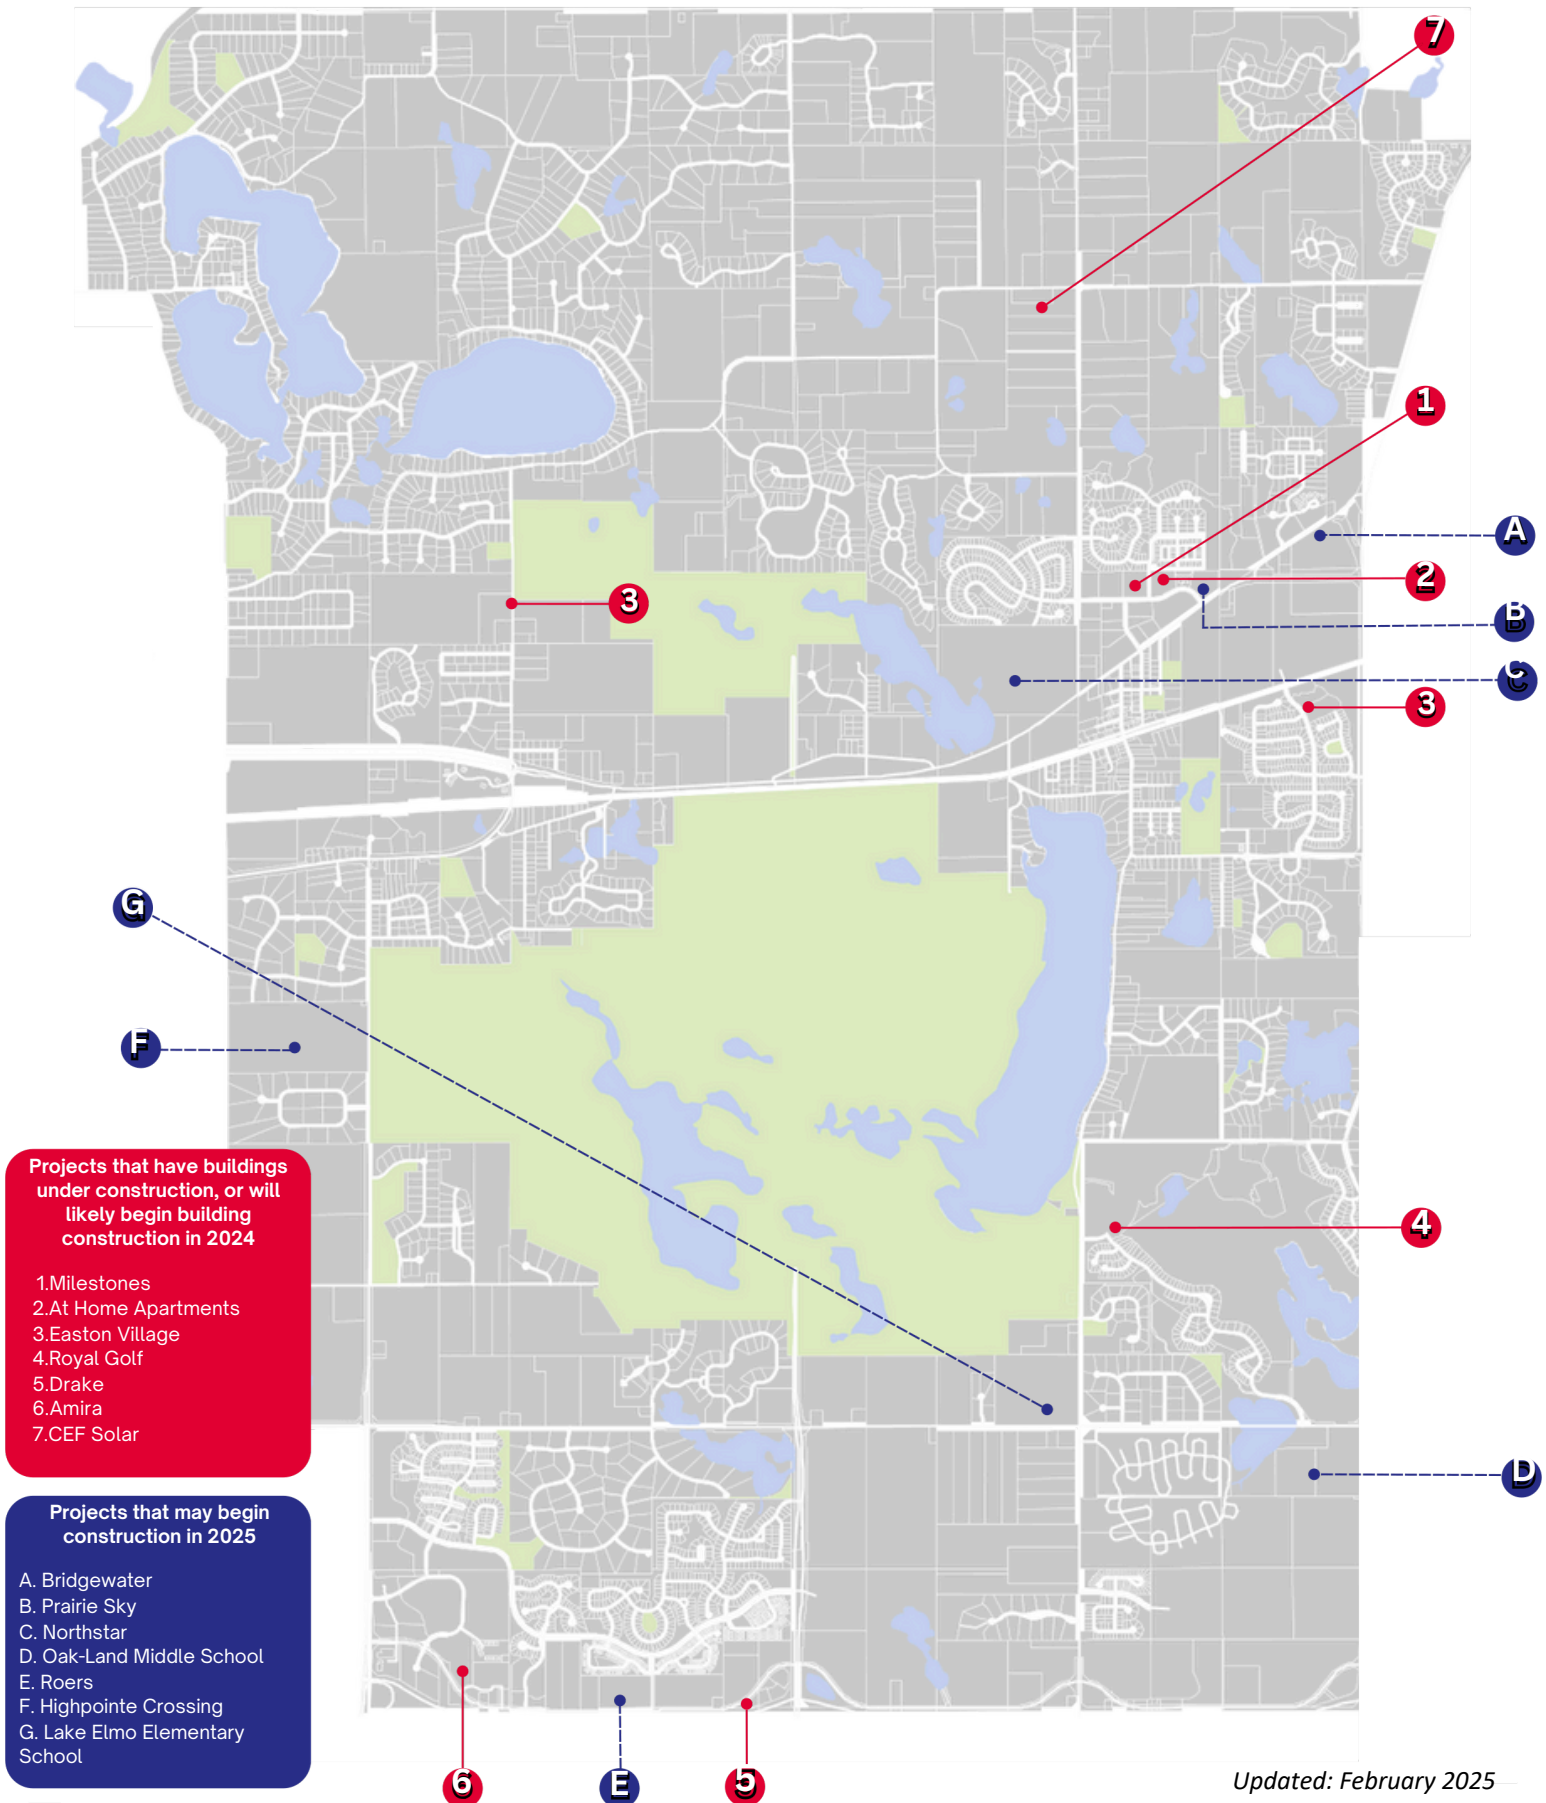 7
1
A
2
3
B
C
3
G
F
Projects that have buildings
under construction, or will
likely begin building
construction in 2024
1.Milestones
2.At Home Apartments
3.Easton Village
4.Royal Golf
5.Drake
6.Amira
7.CEF Solar
4
D
Projects that may begin
construction in 2025
A. Bridgewater
B. Prairie Sky
C. Northstar
D. Oak-Land Middle School
E. Roers
F. Highpointe Crossing
G. Lake Elmo Elementary
School
6
E
5
Updated: February 2025